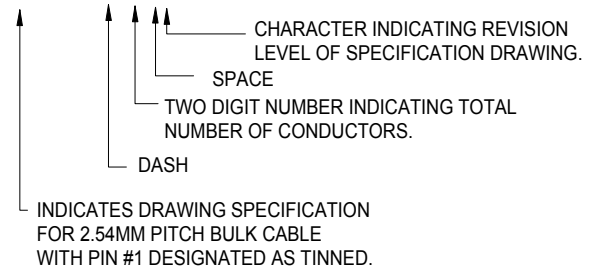 CHARACTER INDICATING REVISION
LEVEL OF SPECIFICATION DRAWING.
SPACE
TWO DIGIT NUMBER INDICATING TOTAL
NUMBER OF CONDUCTORS.
DASH
INDICATES DRAWING SPECIFICATION
FOR 2.54MM PITCH BULK CABLE
WITH PIN #1 DESIGNATED AS TINNED.